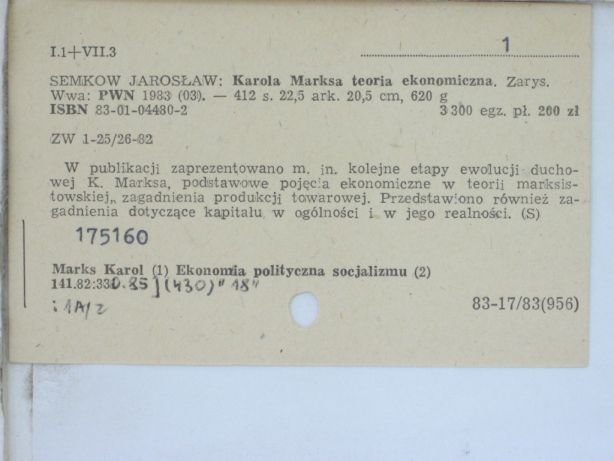 I.1+VII.3
1
SEMKOW JAROSŁAW: Karola Marksa teoria ekonomiczna. Zarys.
Wwa: PWN 1983 (03). — 412 s. 22,5 ark. 20,5 cm, 620 g
ISBN 83-01-04480-2 3 300 egz. pł. 200 zł
ZW 1-25/26-82
W publikacji zaprezentowano m. in. kolejne etapy ewolucji ducho-
wej K. Marksa, podstawowe pojęcia ekonomiczne w teorii marksis-
towskiej„ zagadnienia produkcji towarowej. Przedstawiono również za-
gadnienia dotyczące kapitału w ogólności i w jego realności. (S)
175160
Marks Karol (1) Ekonomia polityczna socjalizmu (2)
141.82:330.85](430)"18"
: 1A/2
83-17/83(956)